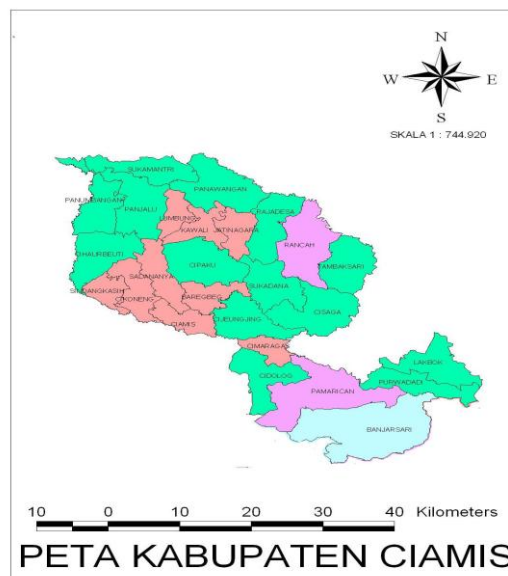 N
W E
S
SKALA 1 : 744.920
SUKAMANTRI
PANAWANGAN
PANJALU
LUMBUNG
RAJADESA
KAWALI
JATINAGARA
RANCAH
CIHAURBEUTI
CIPAKU
TAMBAKSARI
SADANANYA
SUKADANA
SINDANGKASIH
CIKONENG
BAREGBEG
CISAGA
CIAMIS
CIJEUNGJING
CIMARAGAS
LAKBOK
CIDOLOG
PURWADADI
PAMARICAN
BANJARSARI
10 0 10 20 30 40 Kilometers
PETA KABUPATEN CIAMIS